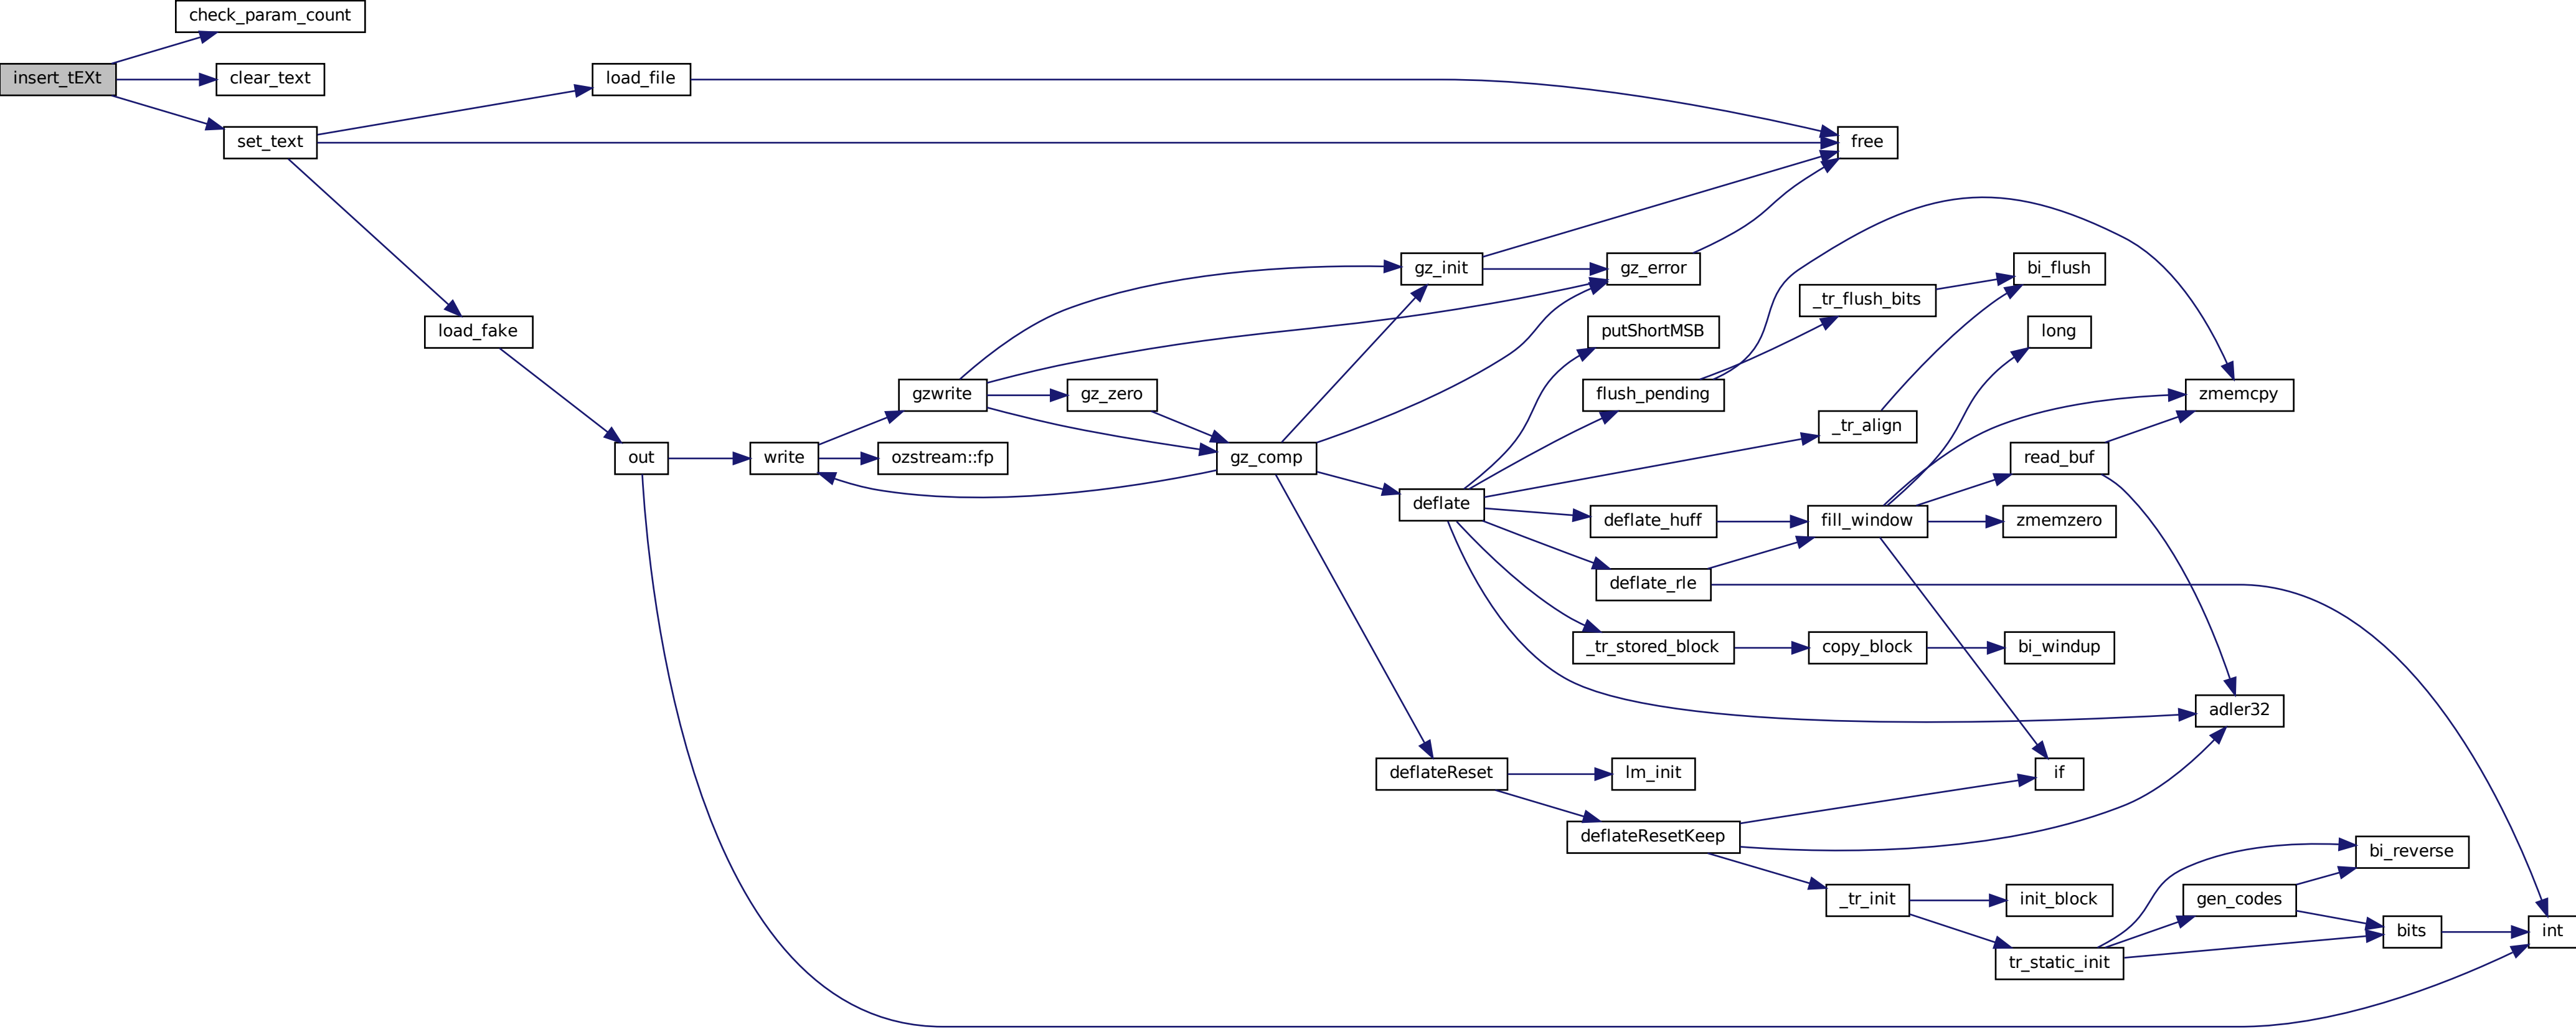 check_param_count
insert_tEXt
clear_text
load_file
set_text
free
gz_init
gz_error
bi_flush
_tr_flush_bits
load_fake
putShortMSB
long
gzwrite
gz_zero
flush_pending
zmemcpy
_tr_align
out
write
ozstream::fp
gz_comp
read_buf
deflate
deflate_huff
fill_window
zmemzero
deflate_rle
_tr_stored_block
copy_block
bi_windup
adler32
deflateReset
lm_init
if
deflateResetKeep
bi_reverse
_tr_init
init_block
gen_codes
bits
int
tr_static_init